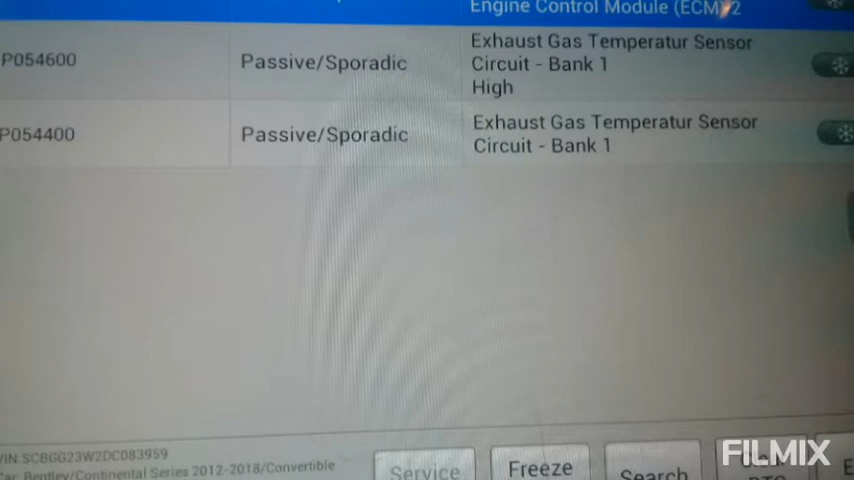 Engine Control Module (ECM) 2
P054600
Passive/Sporadic
Exhaust Gas Temperatur Sensor
Circuit - Bank 1
High
P054400
Passive/Sporadic
Exhaust Gas Temperatur Sensor
Circuit - Bank 1
VIN:SCBGG23W2DC083959
Car: Bentley/Continental Series 2012-2018/Convertible
Service
Freeze
Search
DTC
FILMIX